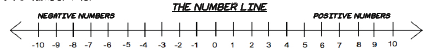 THE NUMBER LINE
NEGATIVE NUMBERS POSITIVE NUMBERS
-10 -9 -8 -7 -6 -5 -4 -3 -2 -1 0 1 2 3 4 5 6 7 8 9 10